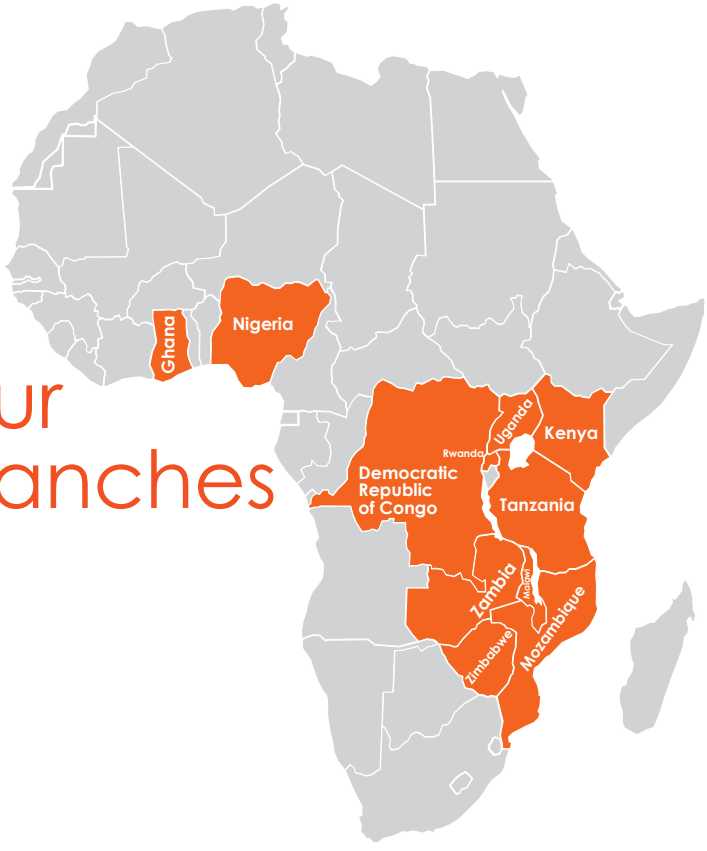 Ghana
Nigeria
ur
anches
Uganda
Kenya
Rwanda
Democratic
Republic
of Congo
Tanzania
Zambia
Malawi
Mozambique
Zimbabwe